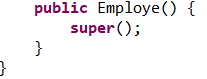 public Employe() {
super();
}
}